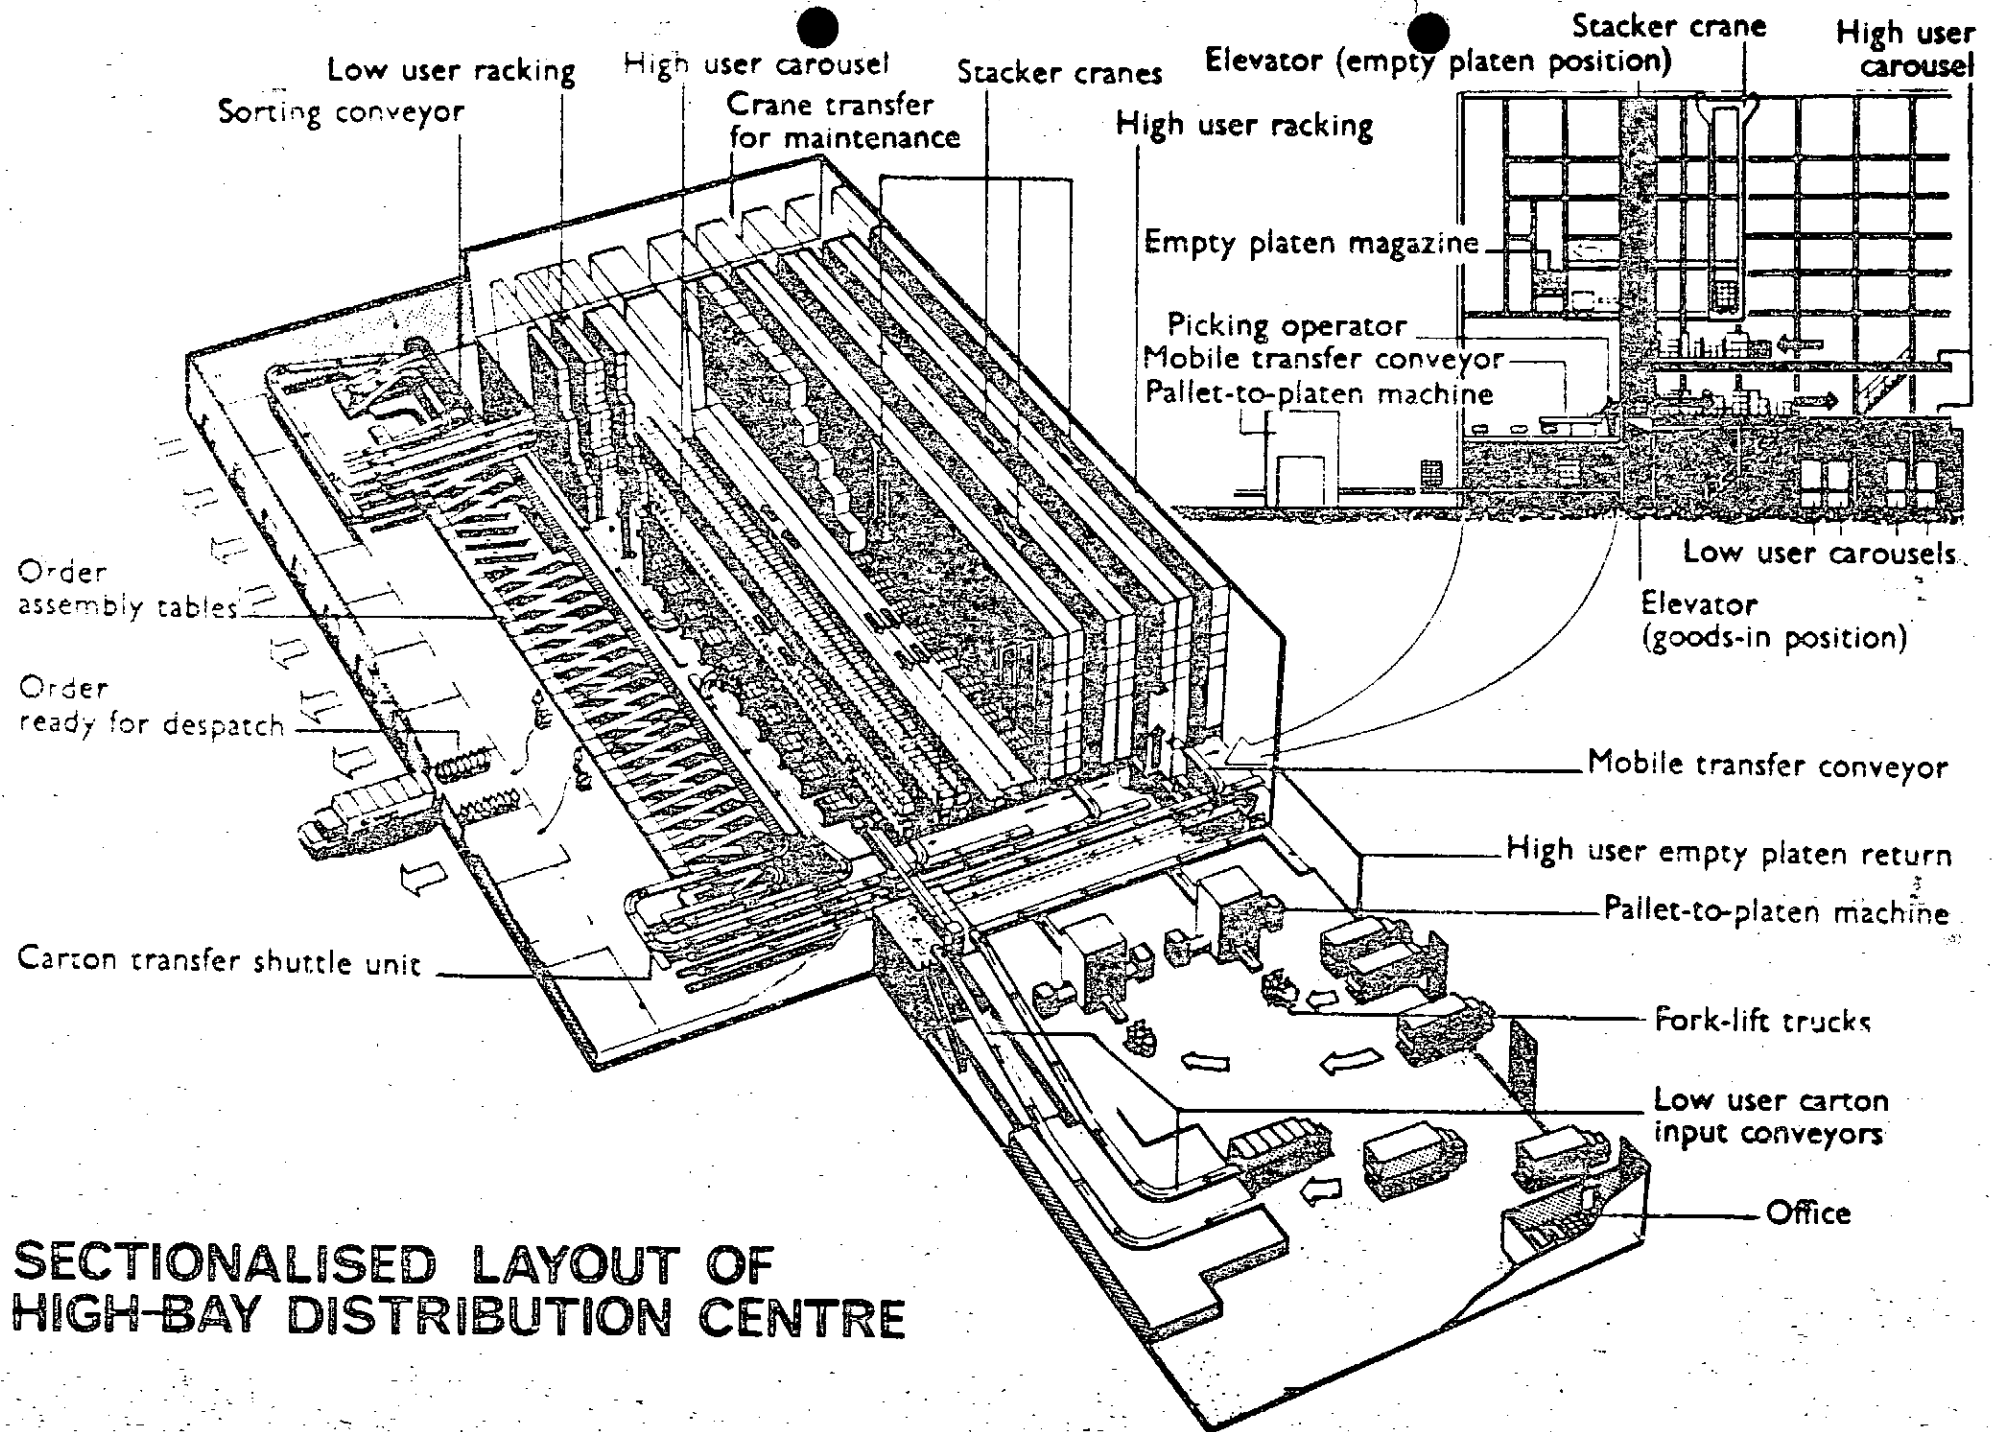 Stacker crane
High user
carousel
Elevator (empty platen position)
Low user racking
High user carousel
Stacker cranes
Sorting conveyor
Crane transfer
for maintenance
High user racking
Empty platen magazine
Picking operator
Mobile transfer conveyor
Pallet-to-platen machine
Low user carousels
Elevator
(goods-in position)
Order
assembly tables
Order
ready for despatch
Mobile transfer conveyor
High user empty platen return
Pallet-to-platen machine
Carton transfer shuttle unit
Fork-lift trucks
Low user carton
input conveyors
Office
SECTIONALISED LAYOUT OF
HIGH-BAY DISTRIBUTION CENTRE